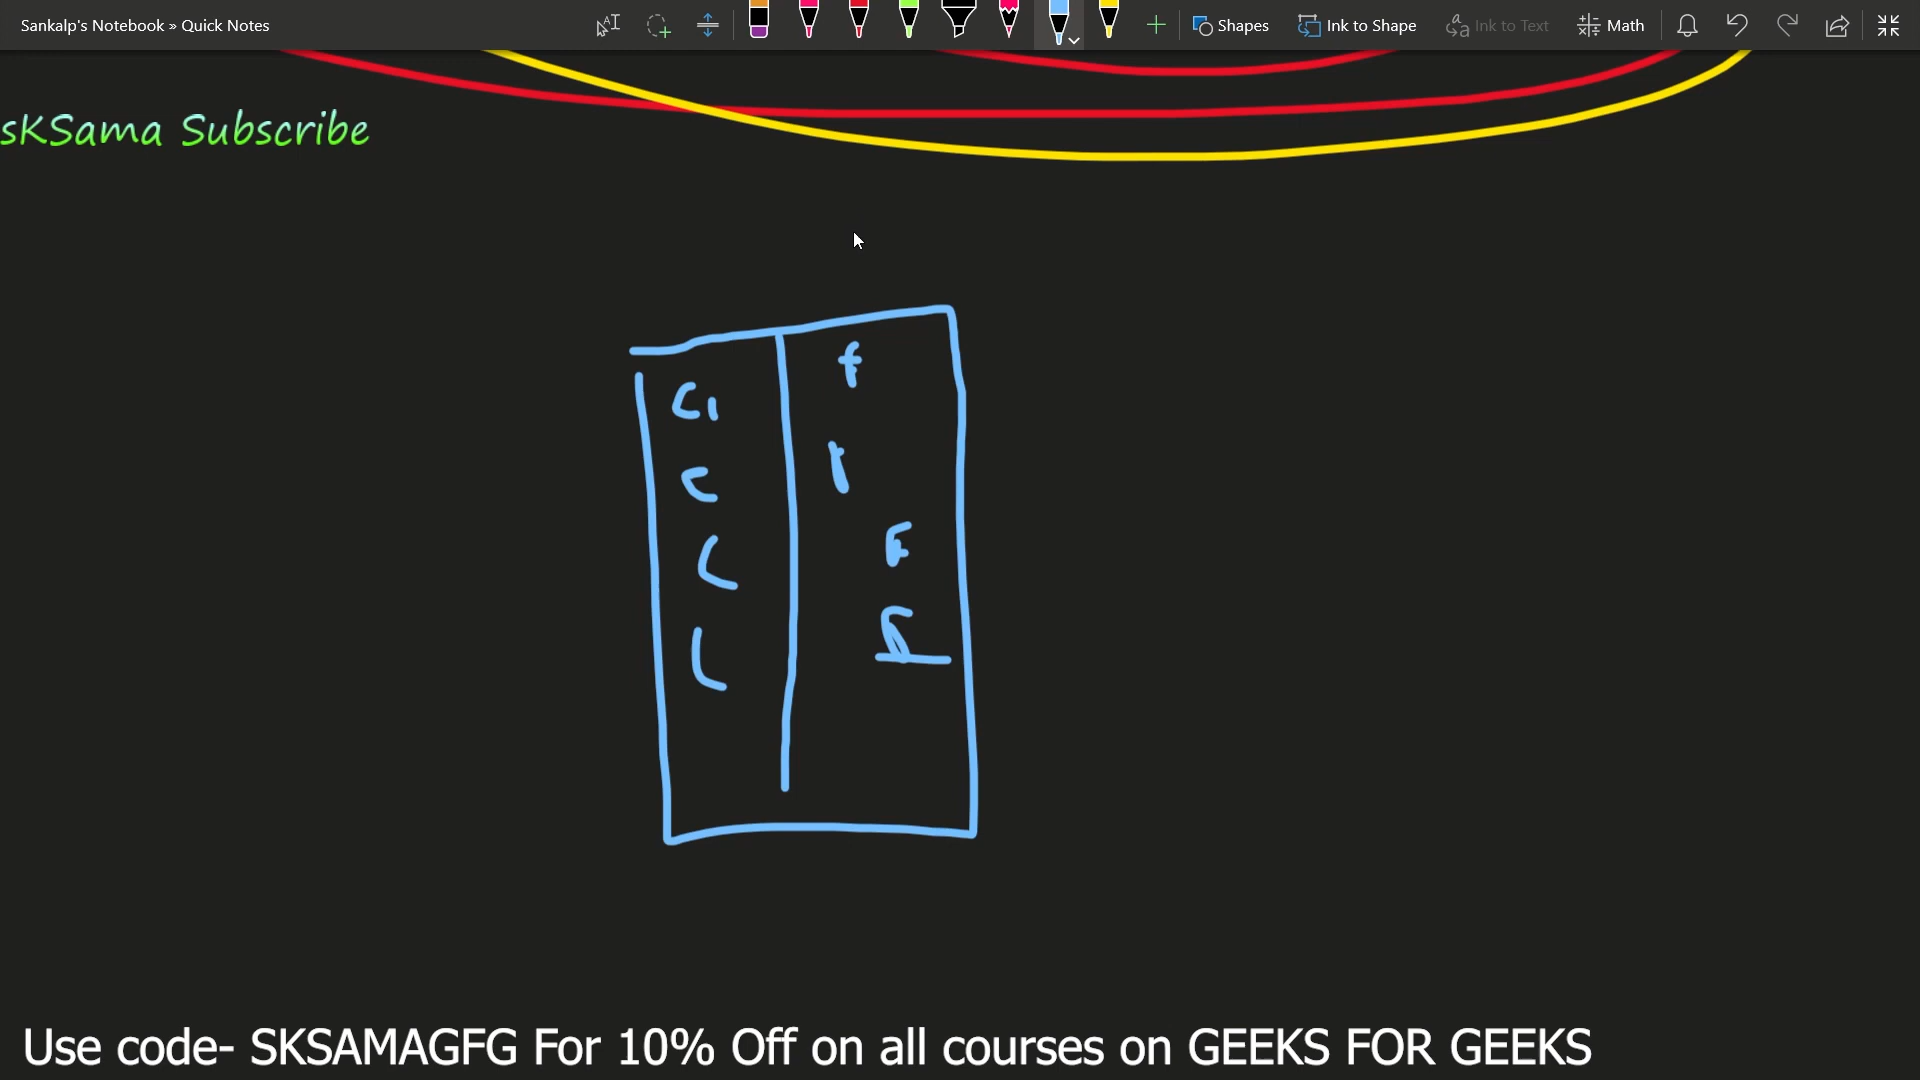 Sankalp's Notebook » Quick Notes
Shapes
Ink to Shape
Ink to Text
Math
sKSama Subscribe
C1 f
C
C F
C
Use code- SKSAMAGFG For 10% Off on all courses on GEEKS FOR GEEKS